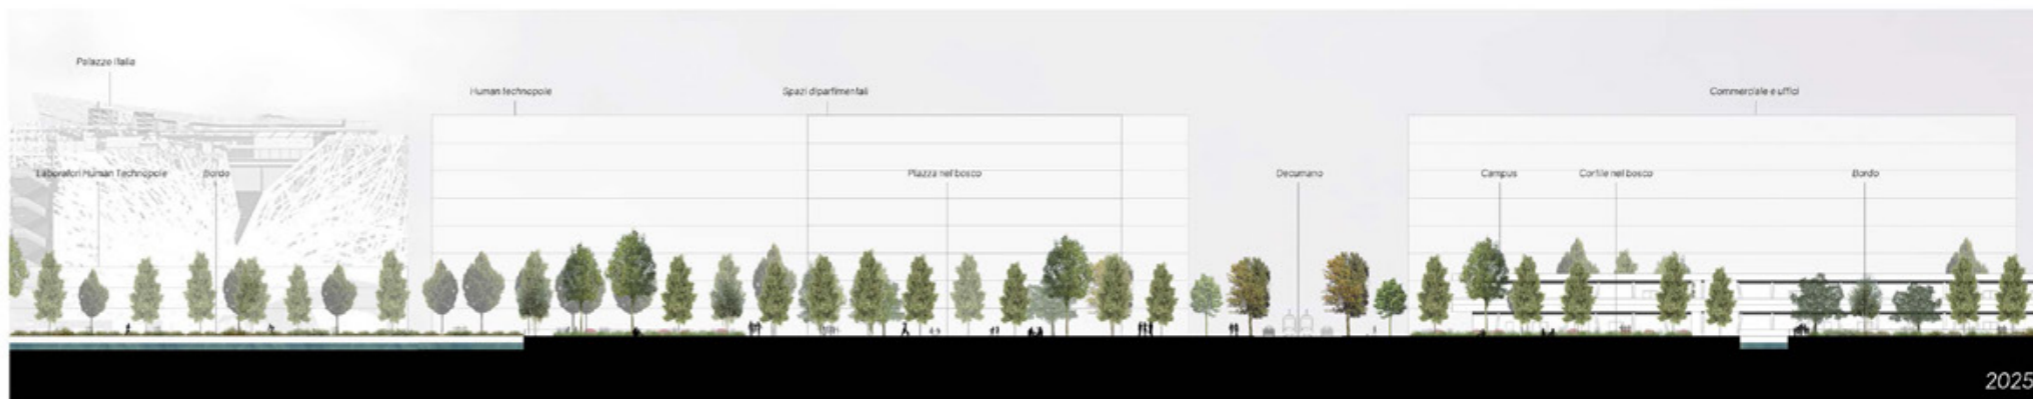 Palazzo Italia
Human technopole
Spazi dipartimentali
Commerciale e uffici
Laboratori Human Technopole
Bordo
Piazza nel bosco
Decumano
Campus
Cortile nel bosco
Bordo
2025